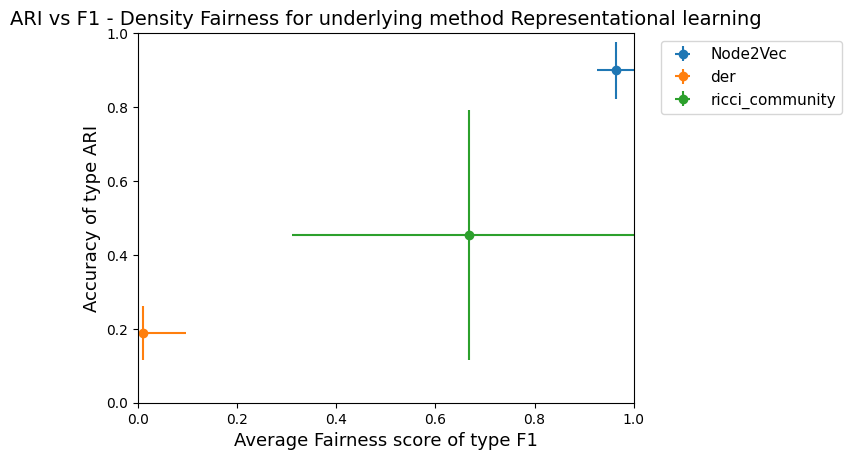 ARI vs F1 - Density Fairness for underlying method Representational learning
Node2Vec
der
ricci_community
Accuracy of type ARI
1.0
0.8
0.6
0.4
0.2
0.0
0.0 0.2 0.4 0.6 0.8 1.0
Average Fairness score of type F1